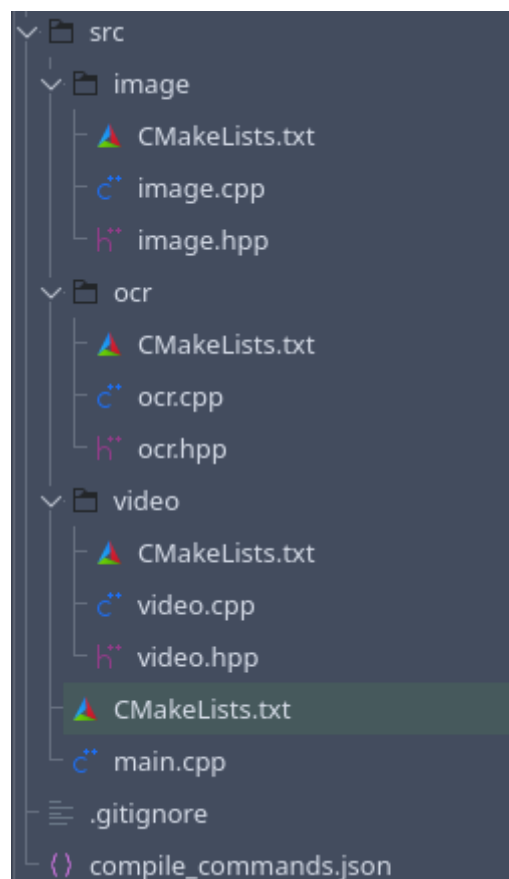 src
image
CMakeLists.txt
image.cpp
image.hpp
ocr
CMakeLists.txt
ocr.cpp
ocr.hpp
video
CMakeLists.txt
video.cpp
video.hpp
CMakeLists.txt
main.cpp
.gitignore
compile_commands.json